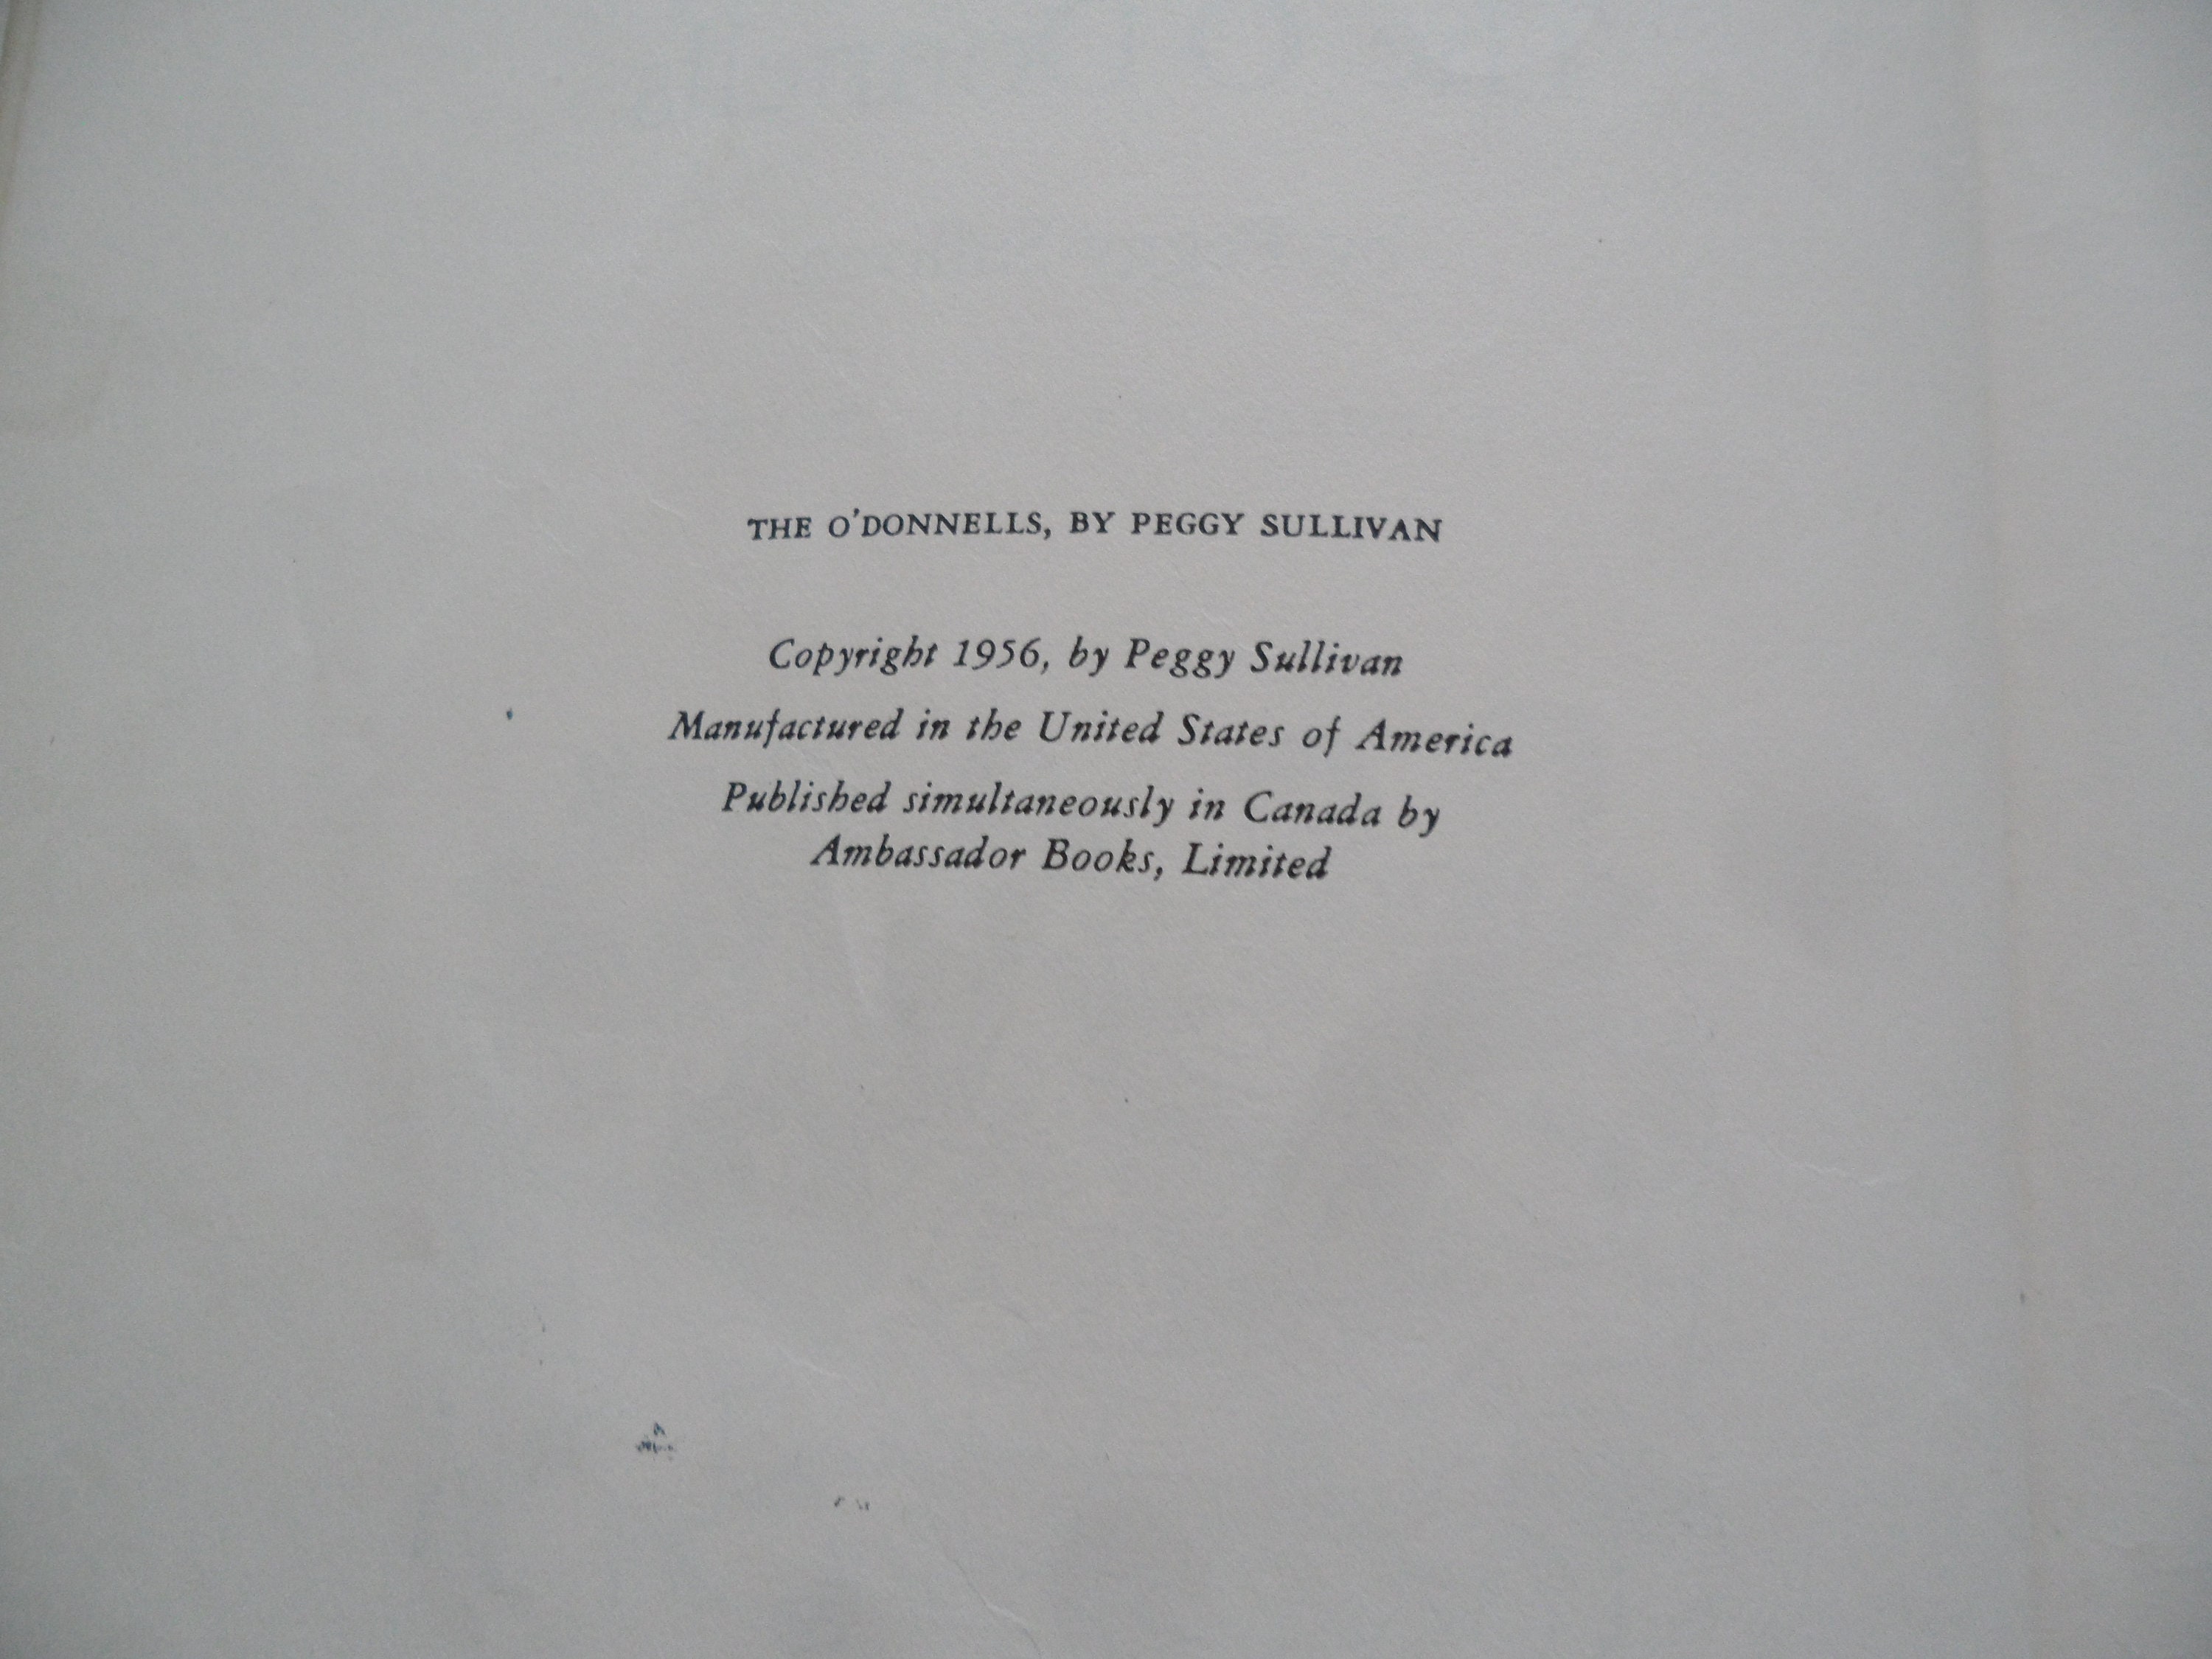 THE O'DONNELLS, BY PEGGY SULLIVAN
Copyright 1956, by Peggy Sullivan
Manufactured in the United States of America
Published simultaneously in Canada by
Ambassador Books, Limited